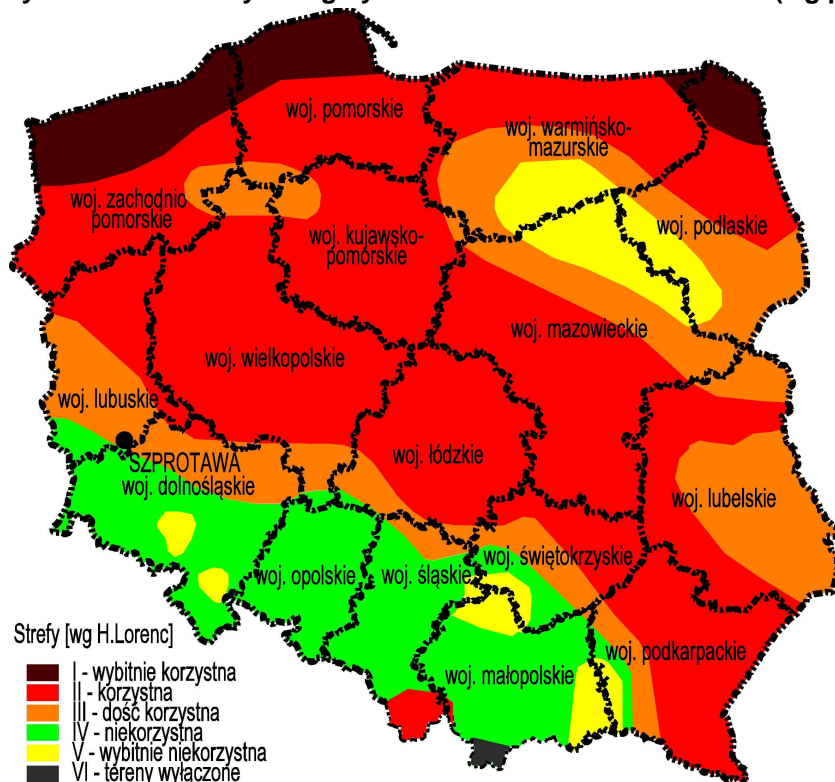 woj. pomorskie
woj. warmińsko-
mazurskie
woj. zachodnio
pomorskie
woj. kujawsko-
pomorskie
woj. podlaskie
woj. mazowieckie
woj. wielkopolskie
woj. lubuskie
SZPROTAWA
woj. dolnośląskie
woj. łódzkie
woj. lubelskie
woj. opolskie
woj. śląskie
woj. świętokrzyskie
woj. małopolskie
woj. podkarpackie
Strefy [wg H.Lorenc]
I - wybitnie korzystna
II - korzystna
III - dość korzystna
IV - niekorzystna
V - wybitnie niekorzystna
VI - tereny wyłączone